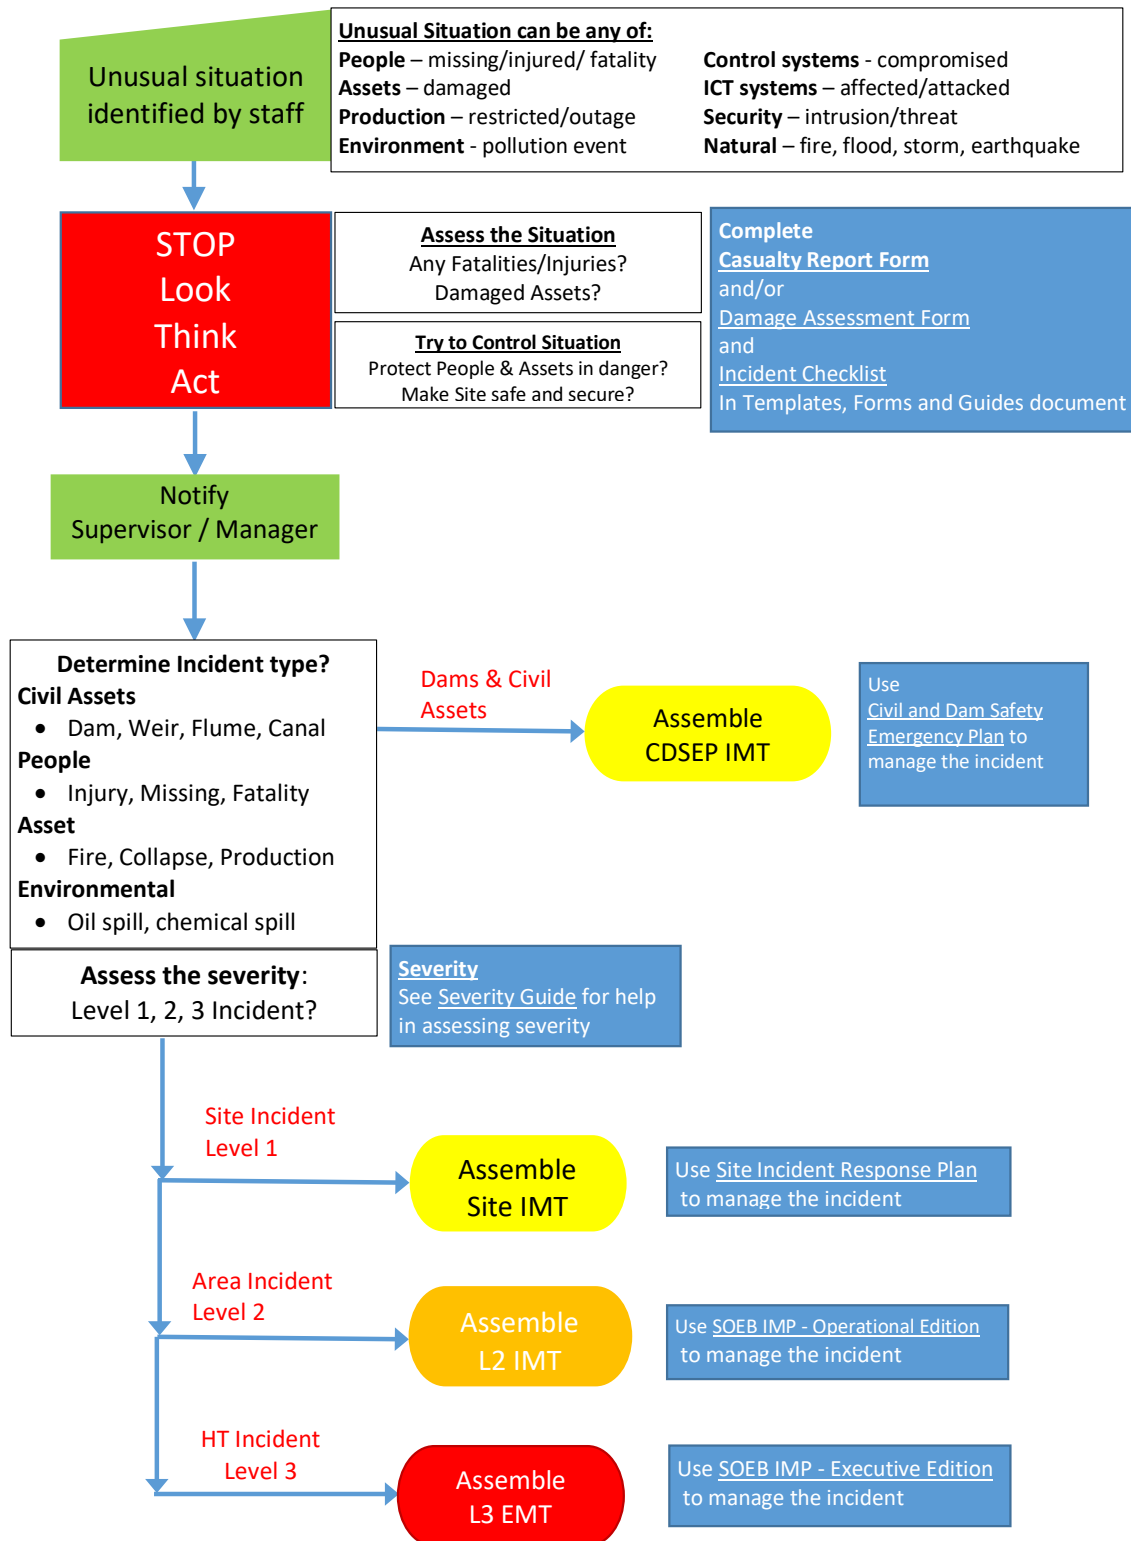 Unusual situation
identified by staff
Unusual Situation can be any of:
People – missing/injured/ fatality
Assets – damaged
Production – restricted/outage
Environment - pollution event
Control systems - compromised
ICT systems – affected/attacked
Security – intrusion/threat
Natural – fire, flood, storm, earthquake
STOP
Look
Think
Act
Assess the Situation
Any Fatalities/Injuries?
Damaged Assets?
Try to Control Situation
Protect People & Assets in danger?
Make Site safe and secure?
Complete
Casualty Report Form
and/or
Damage Assessment Form
and
Incident Checklist
In Templates, Forms and Guides document
Notify
Supervisor / Manager
Determine Incident type?
Civil Assets
• Dam, Weir, Flume, Canal
People
• Injury, Missing, Fatality
Asset
• Fire, Collapse, Production
Environmental
• Oil spill, chemical spill
Dams & Civil
Assets
Assemble
CDSEP IMT
Use
Civil and Dam Safety
Emergency Plan to
manage the incident
Assess the severity:
Level 1, 2, 3 Incident?
Severity
See Severity Guide for help
in assessing severity
Site Incident
Level 1
Assemble
Site IMT
Use Site Incident Response Plan
to manage the incident
Area Incident
Level 2
Assemble
L2 IMT
Use SOEB IMP - Operational Edition
to manage the incident
HT Incident
Level 3
Assemble
L3 EMT
Use SOEB IMP - Executive Edition
to manage the incident